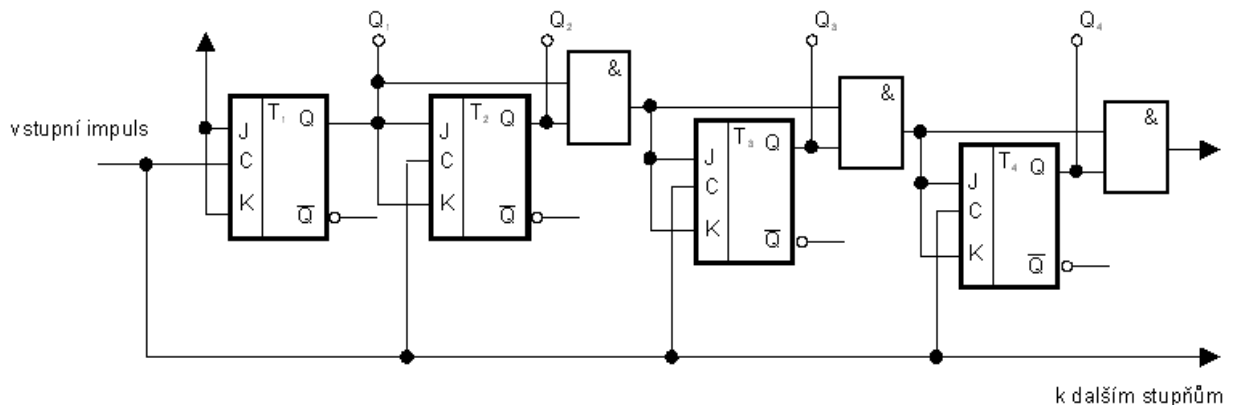 Q₁ Q₂ Q₃ Q₄
& & &
vstupní impuls
J C K T₁ Q Q̅
J C K T₂ Q Q̅
J C K T₃ Q Q̅
J C K T₄ Q Q̅
k dalším stupňům